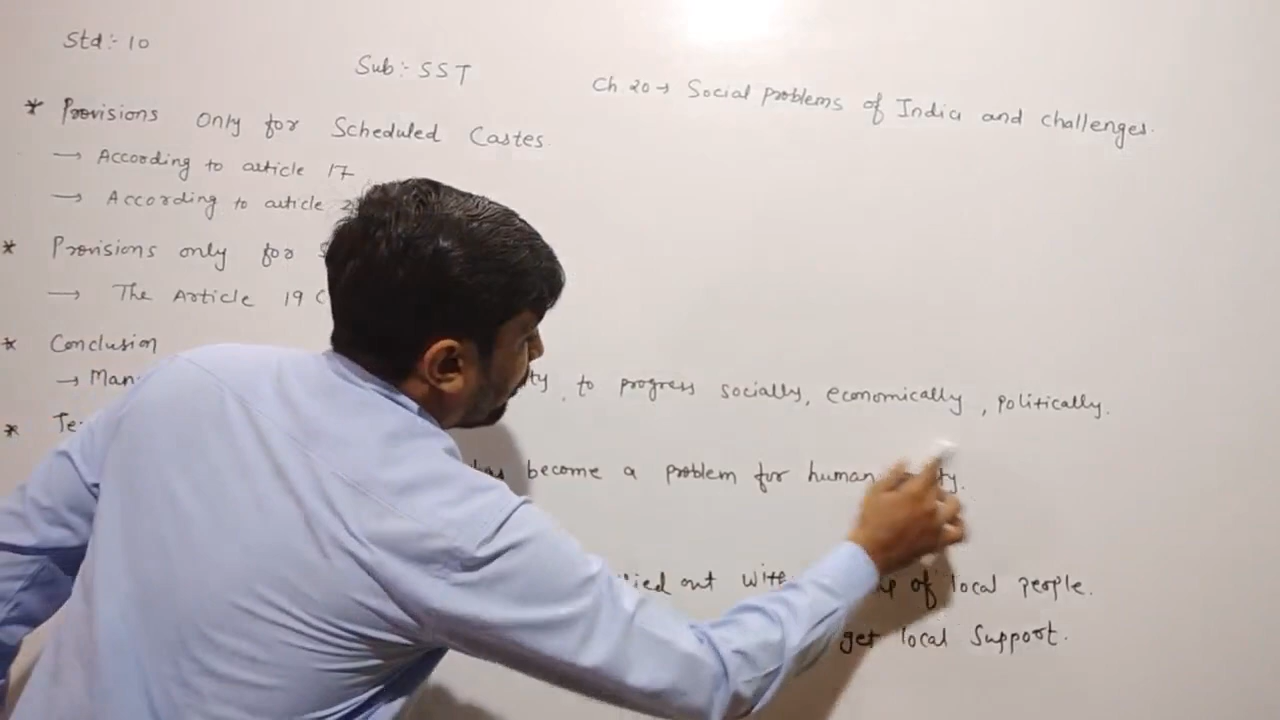 Std:- 10
Sub:- SST
Ch. 20 → Social problems of India and challenges.
* Provisions Only for Scheduled Castes.
→ According to article 17
→ According to article 2
* Provisions only for S
→ The Article 19 (
* Conclusion
→ Man ty, to progress socially, economically, politically.
* Te
has become a problem for human ty.
ried out with of local people.
get local support.